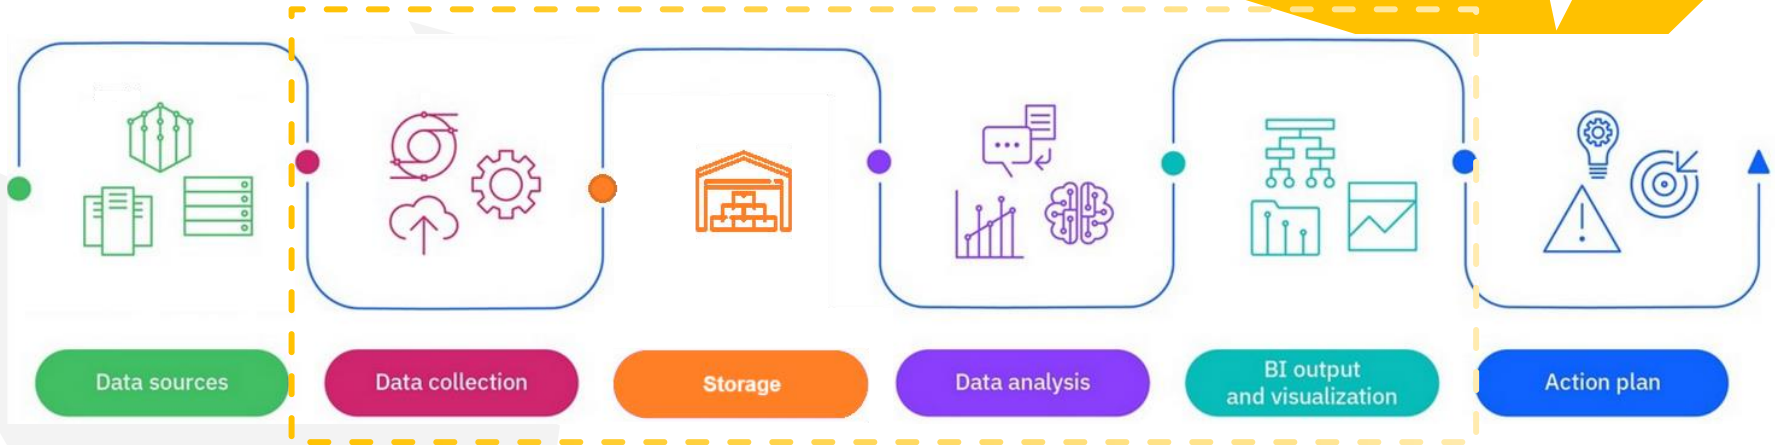 Data sources
Data collection
Storage
Data analysis
BI output
and visualization
Action plan